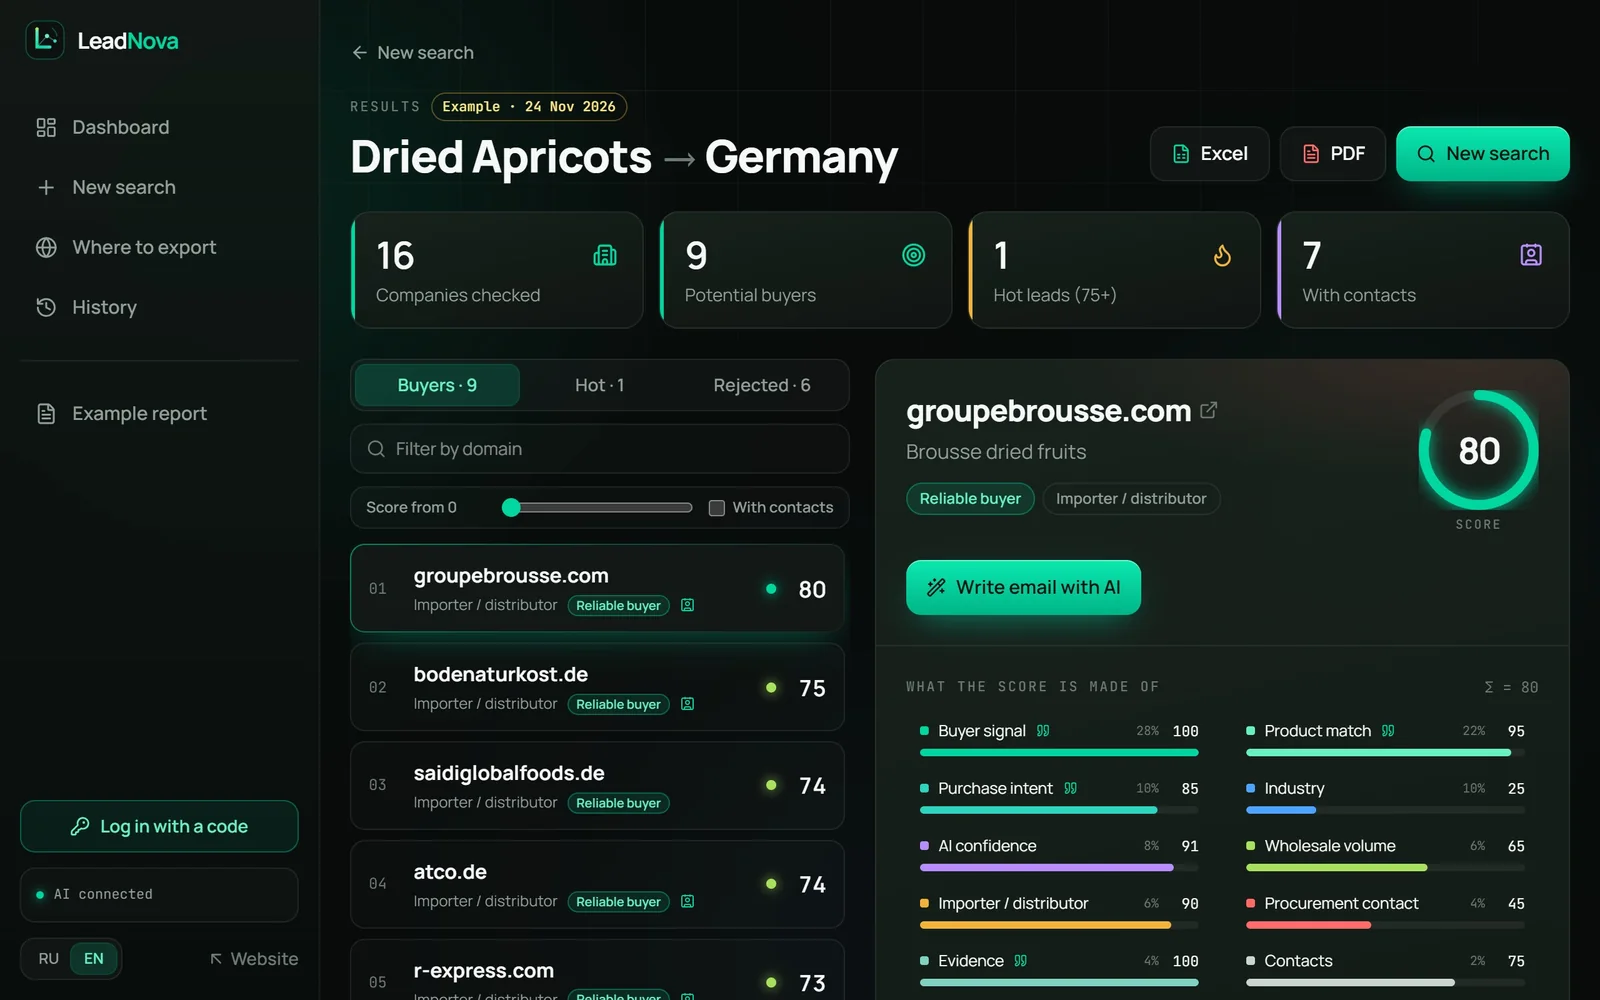 LeadNova
Dashboard
New search
Where to export
History
Example report
Log in with a code
AI connected
RU EN
Website
New search
RESULTS Example · 24 Nov 2026
Dried Apricots → Germany
Excel
PDF
New search
16
Companies checked
9
Potential buyers
1
Hot leads (75+)
7
With contacts
Buyers · 9 Hot · 1 Rejected · 6
Filter by domain
Score from 0 With contacts
01 groupebrousse.com 80
Importer / distributor Reliable buyer
02 bodenaturkost.de 75
Importer / distributor Reliable buyer
03 saidiglobalfoods.de 74
Importer / distributor Reliable buyer
04 atco.de 74
Importer / distributor Reliable buyer
05 r-express.com 73
Importer / distributor Reliable buyer
groupebrousse.com
Brousse dried fruits
Reliable buyer Importer / distributor
80
SCORE
Write email with AI
WHAT THE SCORE IS MADE OF Σ = 80
Buyer signal 28% 100
Product match 22% 95
Purchase intent 10% 85
Industry 10% 25
AI confidence 8% 91
Wholesale volume 6% 65
Importer / distributor 6% 90
Procurement contact 4% 45
Evidence 4% 100
Contacts 2% 75